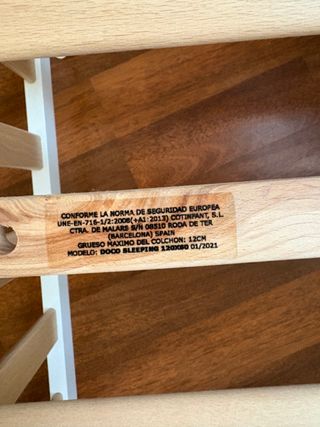 CONFORME LA NORMA DE SEGURIDAD EUROPEA
UNE-EN-716-1/2:2008(+A1:2013) COTINFANT, S.L.
CTRA. DE MALARS S/N 08510 RODA DE TER
(BARCELONA) SPAIN
GRUESO MAXIMO DEL COLCHON: 12CM
MODELO: DOCO SLEEPING 120X60 01/2021